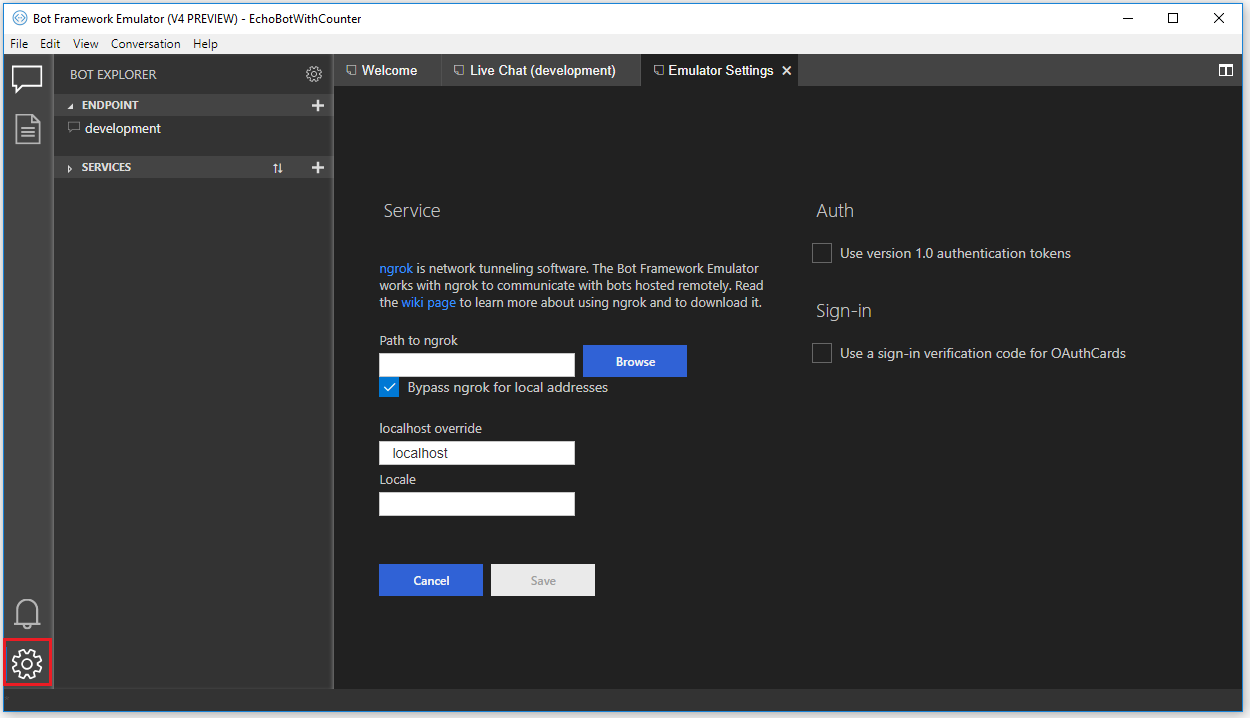 Bot Framework Emulator (V4 PREVIEW) - EchoBotWithCounter
File Edit View Conversation Help
BOT EXPLORER
ENDPOINT
development
SERVICES
Welcome
Live Chat (development)
Emulator Settings
Service
ngrok is network tunneling software. The Bot Framework Emulator
works with ngrok to communicate with bots hosted remotely. Read
the wiki page to learn more about using ngrok and to download it.
Path to ngrok
Browse
Bypass ngrok for local addresses
localhost override
localhost
Locale
Cancel
Save
Auth
Use version 1.0 authentication tokens
Sign-in
Use a sign-in verification code for OAuthCards